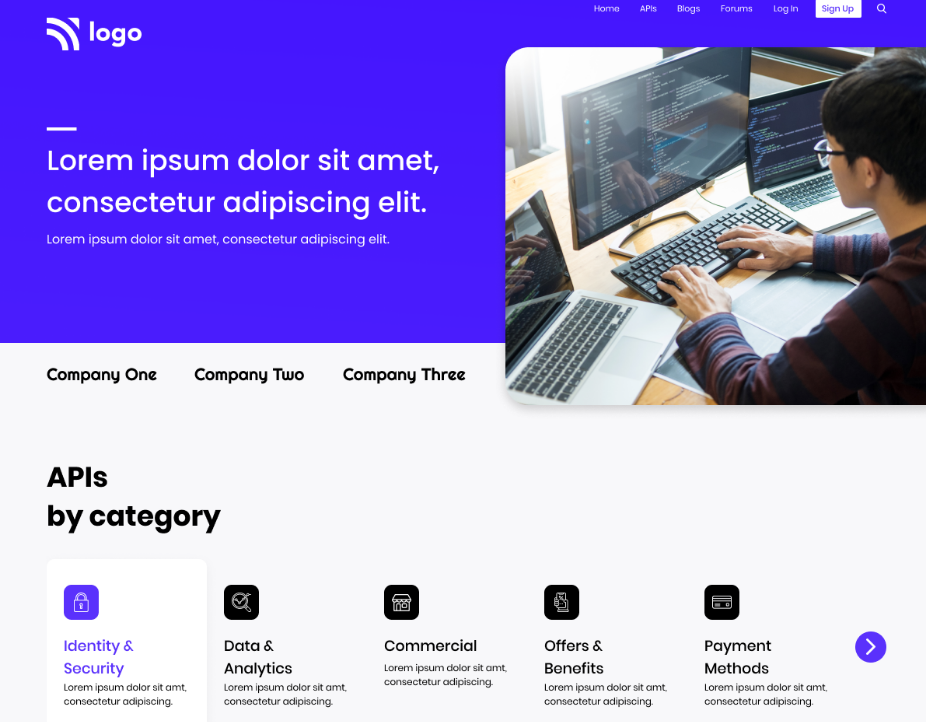 Home APIs Blogs Forums Log In Sign Up
logo
Lorem ipsum dolor sit amet,
consectetur adipiscing elit.
Lorem ipsum dolor sit amet, consectetur adipiscing elit.
Company One Company Two Company Three
APIs
by category
Identity &
Security
Lorem ipsum dolor sit amt,
consectetur adipiscing.
Data &
Analytics
Lorem ipsum dolor sit amt,
consectetur adipiscing.
Commercial
Lorem ipsum dolor sit amt,
consectetur adipiscing.
Offers &
Benefits
Lorem ipsum dolor sit amt,
consectetur adipiscing.
Payment
Methods
Lorem ipsum dolor sit amt,
consectetur adipiscing.